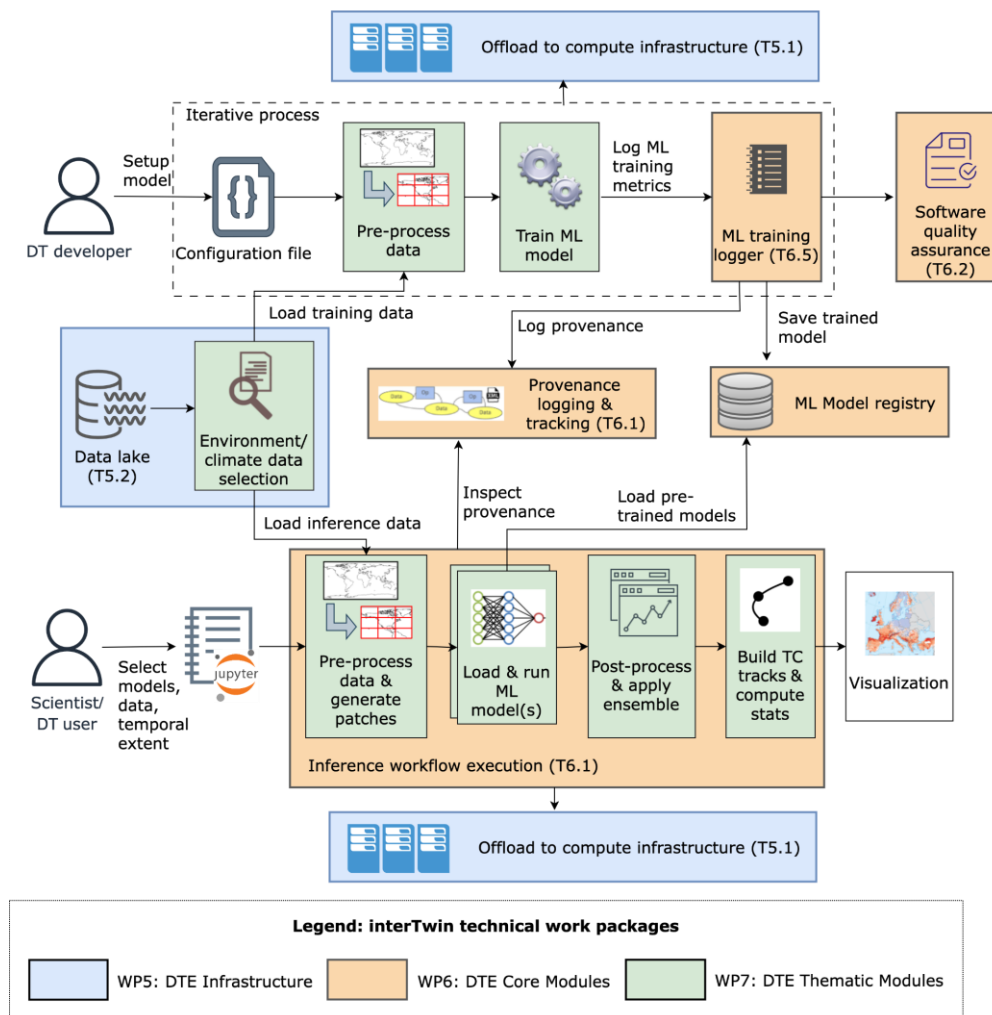 Offload to compute infrastructure (T5.1)
Iterative process
Setup
model
DT developer
Configuration file
Pre-process
data
Train ML
model
Log ML
training
metrics
ML training
logger (T6.5)
Software
quality
assurance
(T6.2)
Load training data
Log provenance
Save trained
model
Data lake
(T5.2)
Environment/
climate data
selection
Data
Op
Data
Op
Data
Provenance
logging &
tracking (T6.1)
ML Model registry
Load inference data
Inspect
provenance
Load pre-
trained models
Scientist/
DT user
Select
models,
data,
temporal
extent
jupyter
Pre-process
data &
generate
patches
Load & run
ML
model(s)
Post-process
& apply
ensemble
Build TC
tracks &
compute
stats
Visualization
Inference workflow execution (T6.1)
Offload to compute infrastructure (T5.1)
Legend: interTwin technical work packages
WP5: DTE Infrastructure
WP6: DTE Core Modules
WP7: DTE Thematic Modules